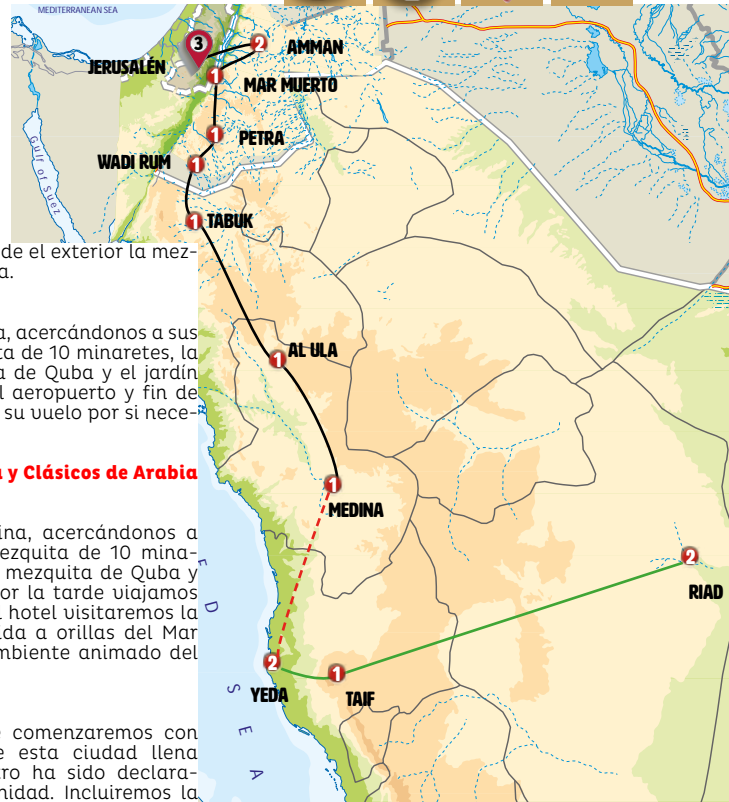 MEDITERRANEAN SEA
3
2
AMMAN
JERUSALÉN
1
MAR MUERTO
1
PETRA
WADI RUM
1
Gulf of Suez
1
TABUK
de el exterior la mez-
a.
a, acercándonos a sus
ta de 10 minaretes, la
a de Quba y el jardín
l aeropuerto y fin de
su vuelo por si nece-
1
AL ULA
y Clásicos de Arabia
1
MEDINA
ina, acercándonos a
ezquita de 10 mina-
mezquita de Quba y
or la tarde viajamos
hotel visitaremos la
da a orillas del Mar
mbiente animado del
E D
S E A
2
RIAD
2
YEDA
1
TAIF
comenzaremos con
e esta ciudad llena
tro ha sido declara-
nidad. Incluiremos la